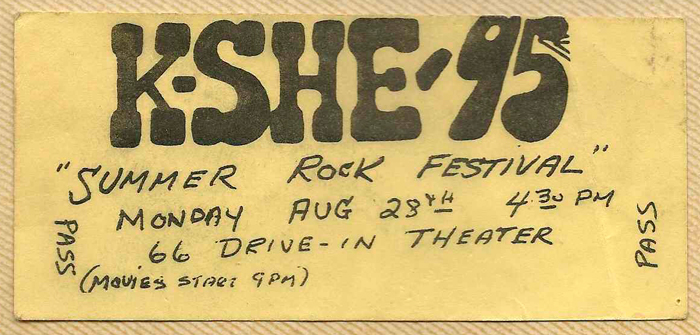 K-SHE-95
"SUMMER ROCK FESTIVAL"
MONDAY AUG 28TH 4:30 PM
66 DRIVE-IN THEATER
(MOVIES START 9PM)
PASS
PASS